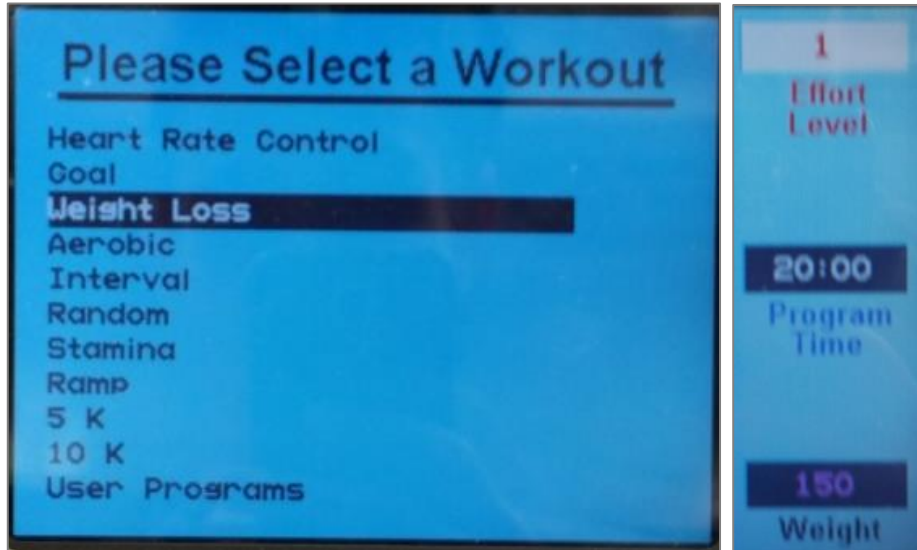 Please Select a Workout
Heart Rate Control
Goal
Weight Loss
Aerobic
Interval
Random
Stamina
Ramp
5 K
10 K
User Programs
1
Effort
Level
20:00
Program
Time
150
Weight